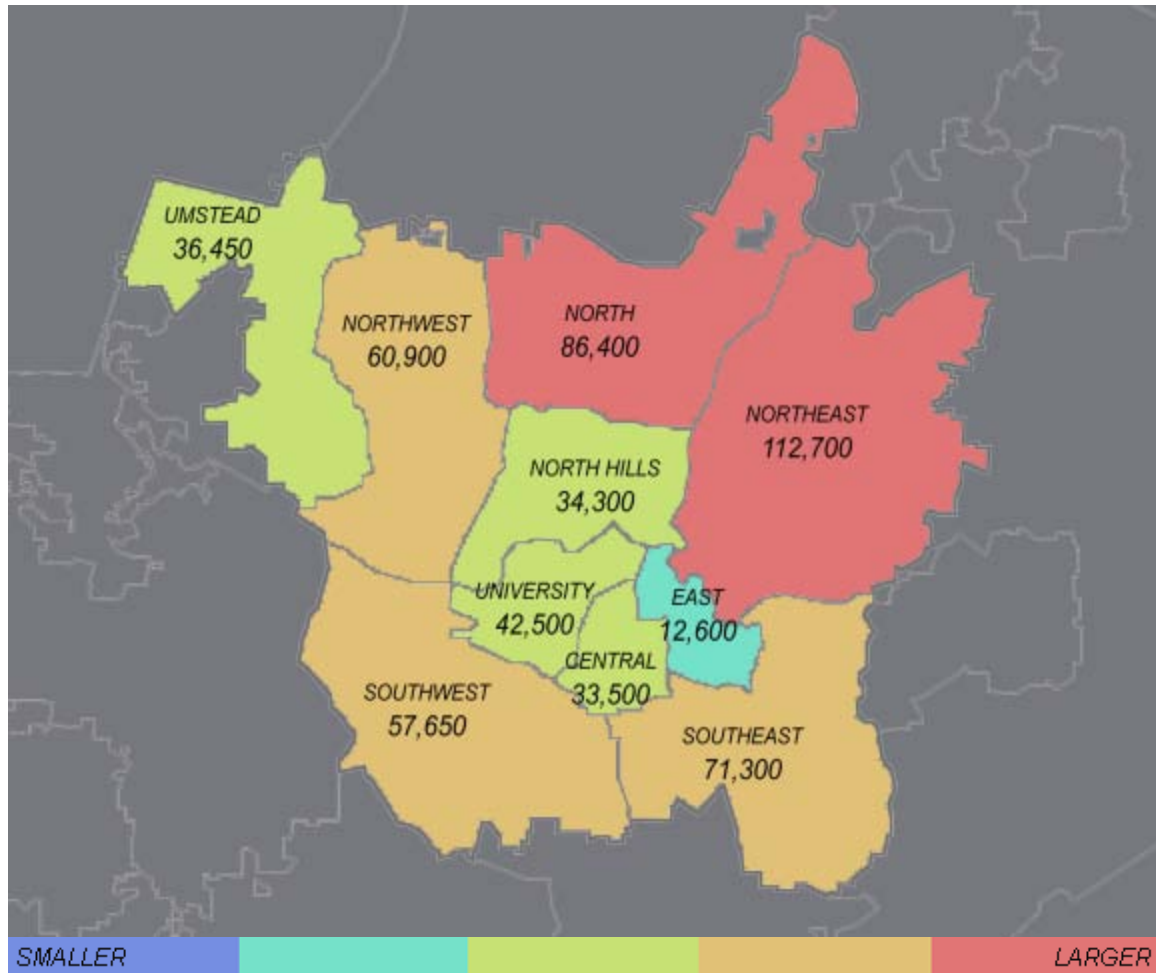 UMSTEAD
36,450
NORTHWEST
60,900
NORTH
86,400
NORTHEAST
112,700
NORTH HILLS
34,300
UNIVERSITY
42,500
EAST
12,600
CENTRAL
33,500
SOUTHWEST
57,650
SOUTHEAST
71,300
SMALLER
LARGER